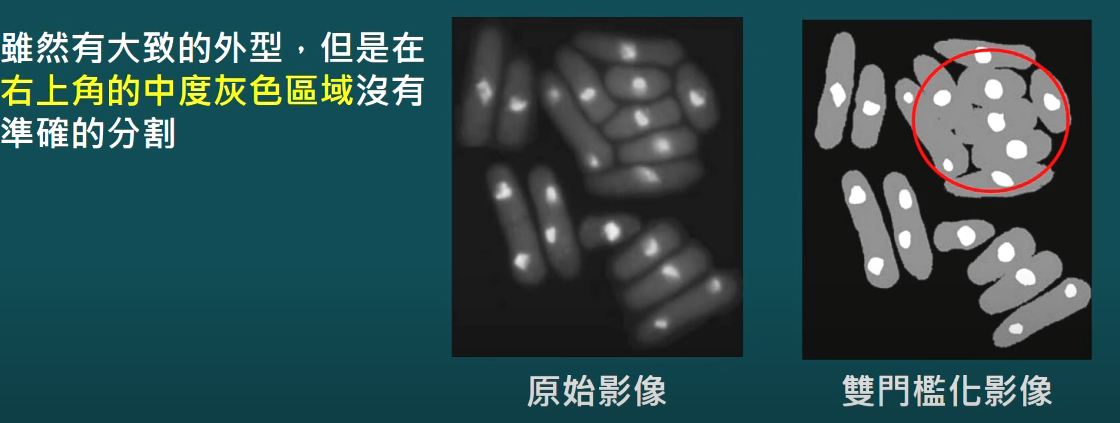 雖然有大致的外型，但是在
右上角的中度灰色區域沒有
準確的分割
原始影像
雙門檻化影像